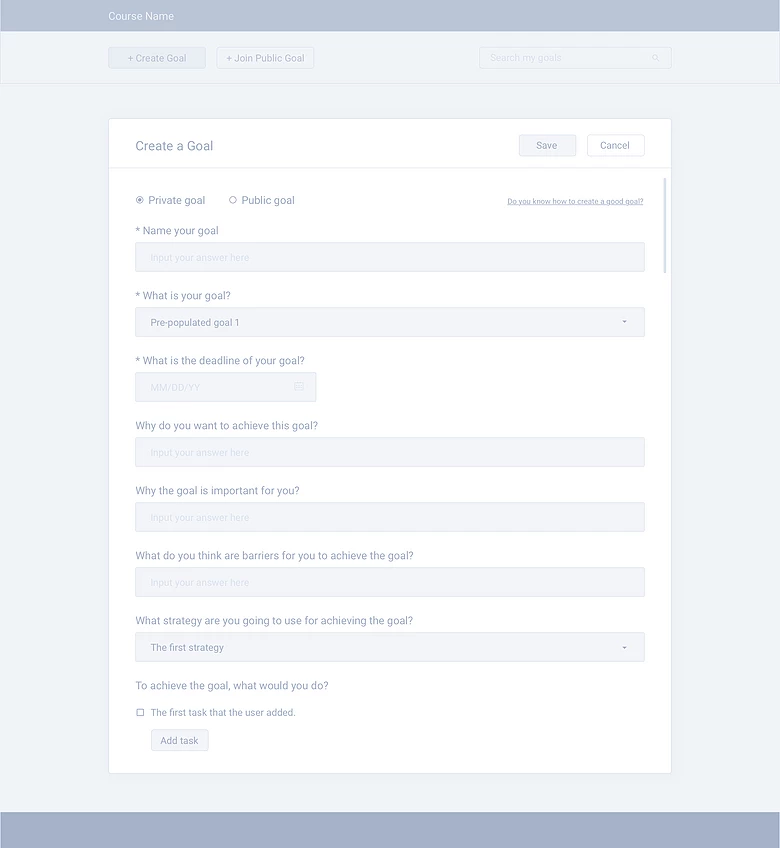 Course Name
+ Create Goal
+ Join Public Goal
Search my goals
Create a Goal
Save
Cancel
Private goal
Public goal
Do you know how to create a good goal?
* Name your goal
Input your answer here
* What is your goal?
Pre-populated goal 1
* What is the deadline of your goal?
MM/DD/YY
Why do you want to achieve this goal?
Input your answer here
Why the goal is important for you?
Input your answer here
What do you think are barriers for you to achieve the goal?
Input your answer here
What strategy are you going to use for achieving the goal?
The first strategy
To achieve the goal, what would you do?
The first task that the user added.
Add task